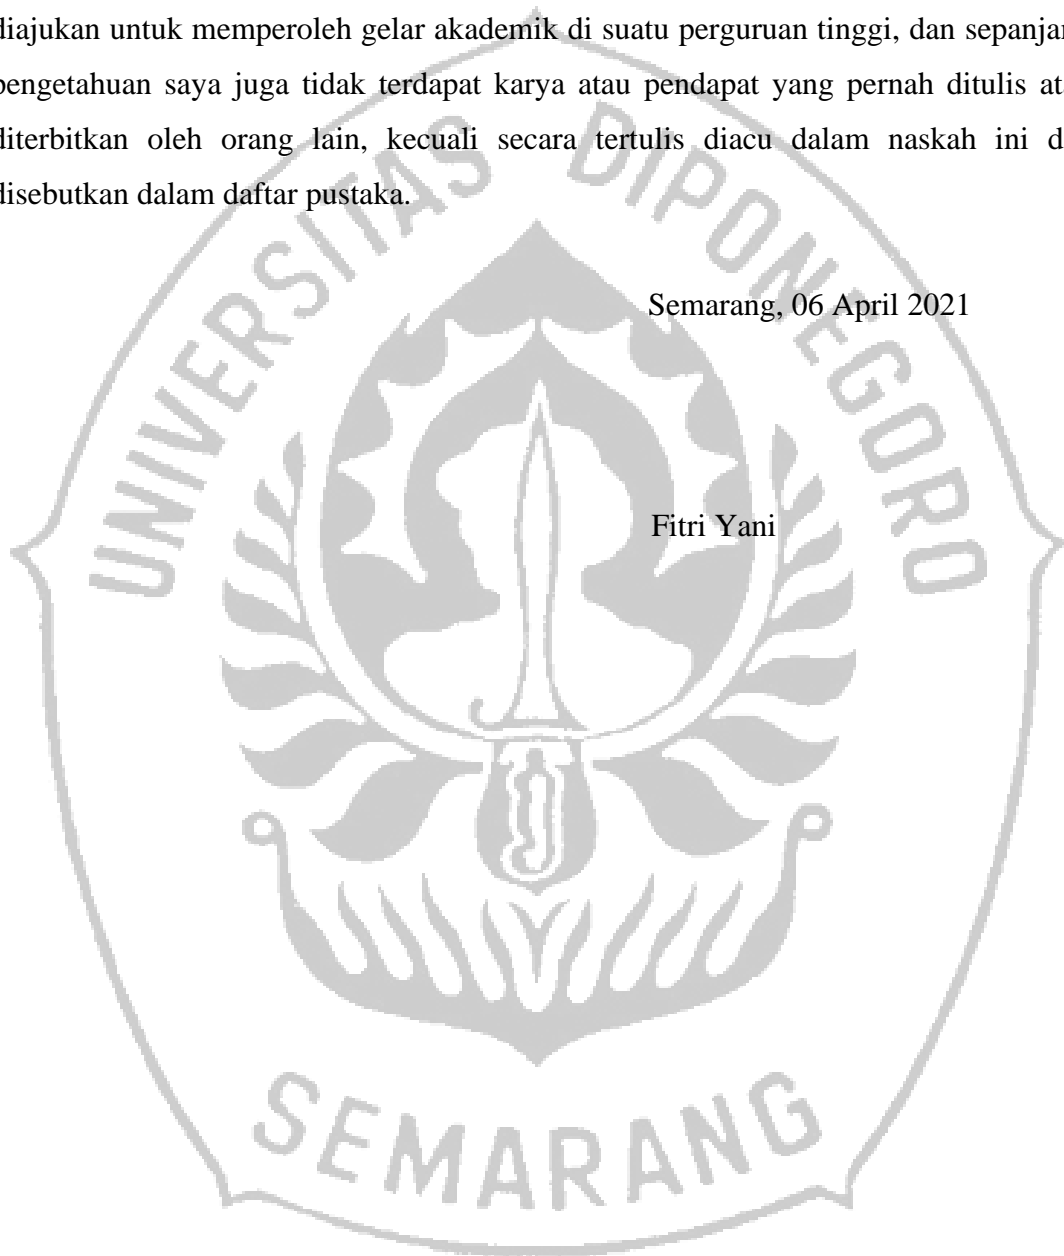 diajukan untuk memperoleh gelar akademik di suatu perguruan tinggi, dan sepanjan
pengetahuan saya juga tidak terdapat karya atau pendapat yang pernah ditulis at
diterbitkan oleh orang lain, kecuali secara tertulis diacu dalam naskah ini d
disebutkan dalam daftar pustaka.
UNIVERSITAS DIPONEGORO
Semarang, 06 April 2021
Fitri Yani
SEMARANG